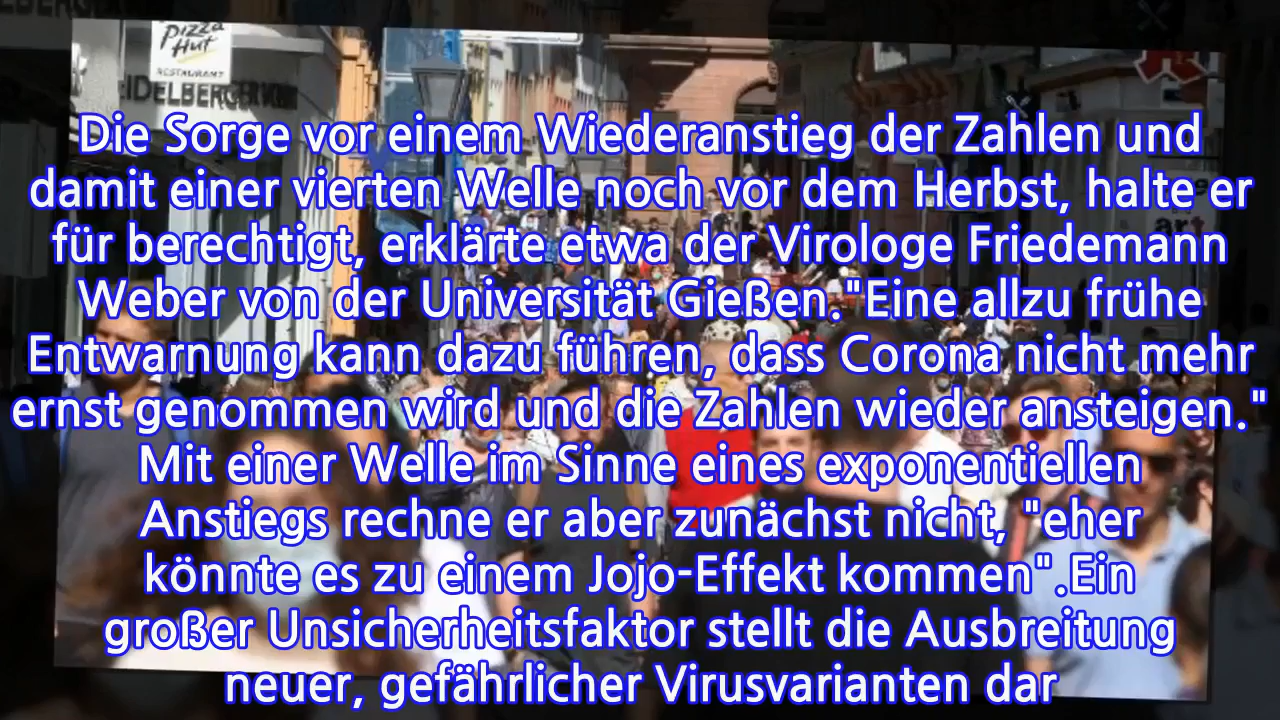 Pizza
Hut
RESTAURANT
Die Sorge vor einem Wiederanstieg der Zahlen und
damit einer vierten Welle noch vor dem Herbst, halte er
für berechtigt, erklärte etwa der Virologe Friedemann
Weber von der Universität Gießen."Eine allzu frühe
Entwarnung kann dazu führen, dass Corona nicht mehr
ernst genommen wird und die Zahlen wieder ansteigen."
Mit einer Welle im Sinne eines exponentiellen
Anstiegs rechne er aber zunächst nicht, "eher
könnte es zu einem Jojo-Effekt kommen".Ein
großer Unsicherheitsfaktor stellt die Ausbreitung
neuer, gefährlicher Virusvarianten dar